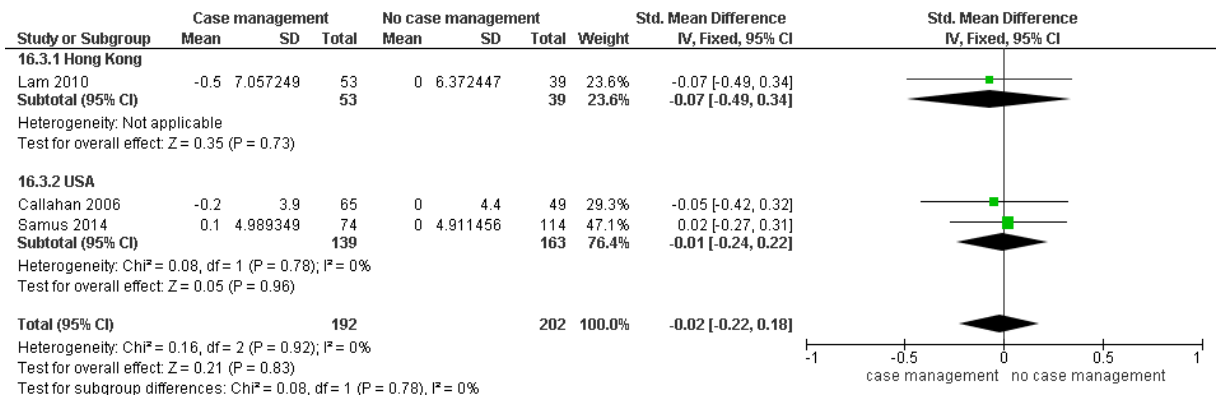 Case management No case management Std. Mean Difference Std. Mean Difference
Study or Subgroup Mean SD Total Mean SD Total Weight IV, Fixed, 95% CI IV, Fixed, 95% CI
16.3.1 Hong Kong
Lam 2010 -0.5 7.057249 53 0 6.372447 39 23.6% -0.07 [-0.49, 0.34]
Subtotal (95% CI) 53 39 23.6% -0.07 [-0.49, 0.34]
Heterogeneity: Not applicable
Test for overall effect: Z = 0.35 (P = 0.73)
16.3.2 USA
Callahan 2006 -0.2 3.9 65 0 4.4 49 29.3% -0.05 [-0.42, 0.32]
Samus 2014 0.1 4.989349 74 0 4.911456 114 47.1% 0.02 [-0.27, 0.31]
Subtotal (95% CI) 139 163 76.4% -0.01 [-0.24, 0.22]
Heterogeneity: Chi² = 0.08, df = 1 (P = 0.78); I² = 0%
Test for overall effect: Z = 0.05 (P = 0.96)
Total (95% CI) 192 202 100.0% -0.02 [-0.22, 0.18]
Heterogeneity: Chi² = 0.16, df = 2 (P = 0.92); I² = 0%
Test for overall effect: Z = 0.21 (P = 0.83)
Test for subgroup differences: Chi² = 0.08, df = 1 (P = 0.78), I² = 0%
-1 -0.5 0 0.5 1
case management no case management